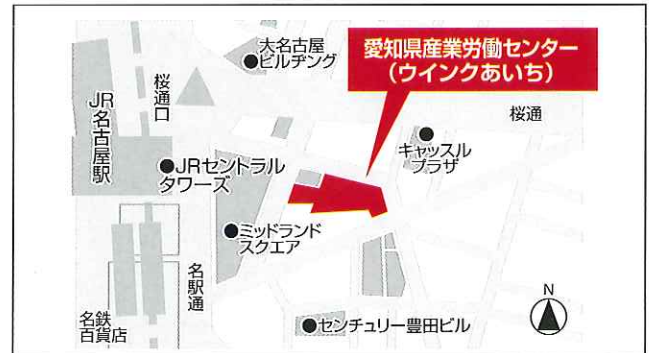 大名古屋
ビルヂング
愛知県産業労働センター
（ウインクあいち）
桜通口
JR名古屋駅
桜通
キャッスル
プラザ
JRセントラル
タワーズ
ミッドランド
スクエア
名駅通
名鉄
百貨店
センチュリー豊田ビル
N